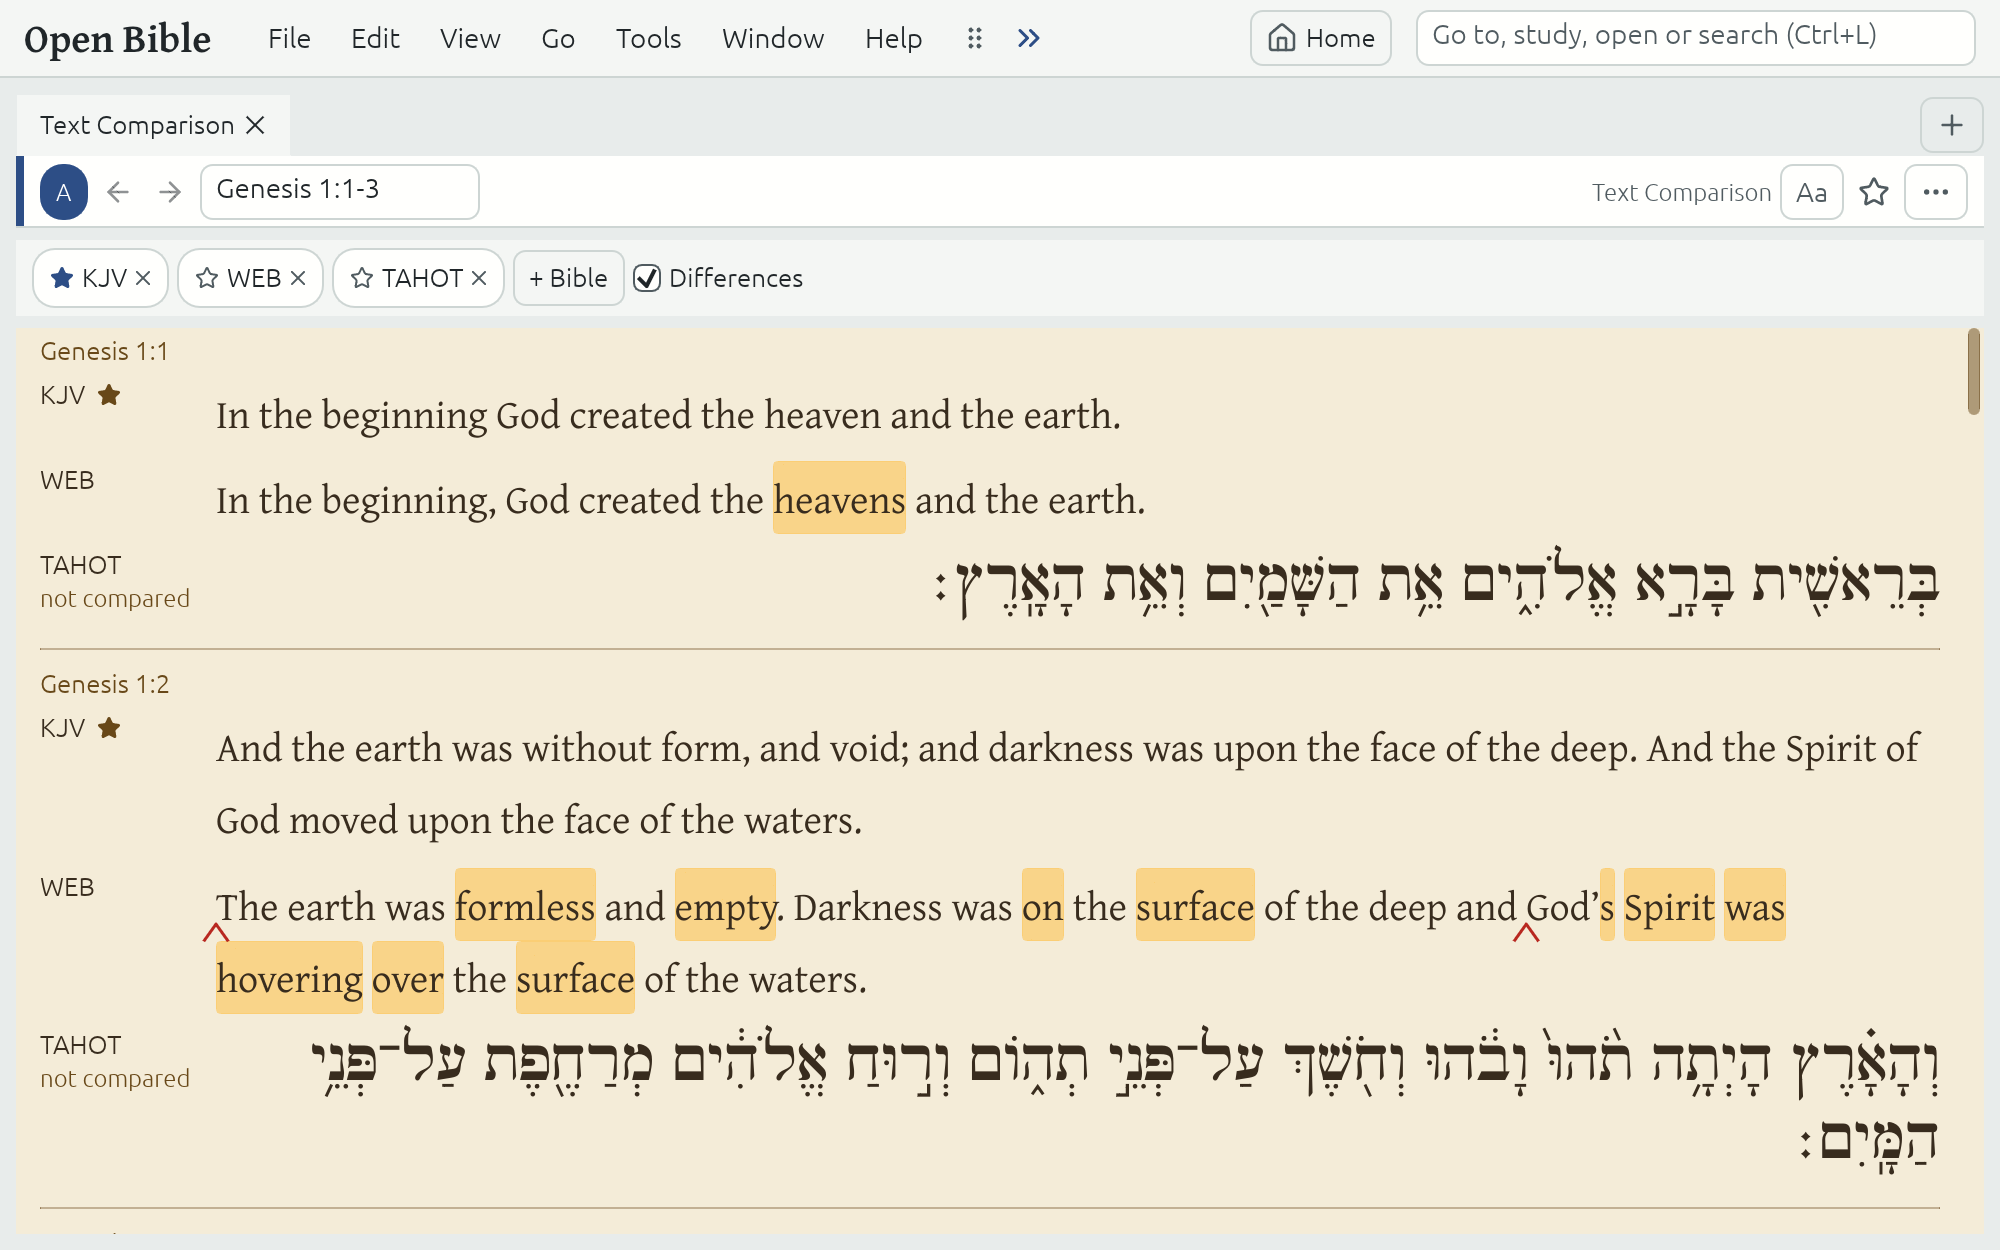 Open Bible File Edit View Go Tools Window Help Home Go to, study, open or search (Ctrl+L)
Text Comparison
A Genesis 1:1-3 Text Comparison Aa
KJV WEB TAHOT + Bible Differences
Genesis 1:1
KJV In the beginning God created the heaven and the earth.
WEB In the beginning, God created the heavens and the earth.
TAHOT בְּרֵאשִׁ֖ית בָּרָ֣א אֱלֹהִ֑ים אֵ֥ת הַשָּׁמַ֖יִם וְאֵ֥ת הָאָֽרֶץ׃
not compared
Genesis 1:2
KJV And the earth was without form, and void; and darkness was upon the face of the deep. And the Spirit of
God moved upon the face of the waters.
WEB The earth was formless and empty. Darkness was on the surface of the deep and God’s Spirit was
hovering over the surface of the waters.
TAHOT וְהָאָ֗רֶץ הָיְתָ֥ה תֹ֙הוּ֙ וָבֹ֔הוּ וְחֹ֖שֶׁךְ עַל־פְּנֵ֣י תְה֑וֹם וְר֣וּחַ אֱלֹהִ֔ים מְרַחֶ֖פֶת עַל־פְּנֵ֥י
not compared
הַמָּֽיִם׃